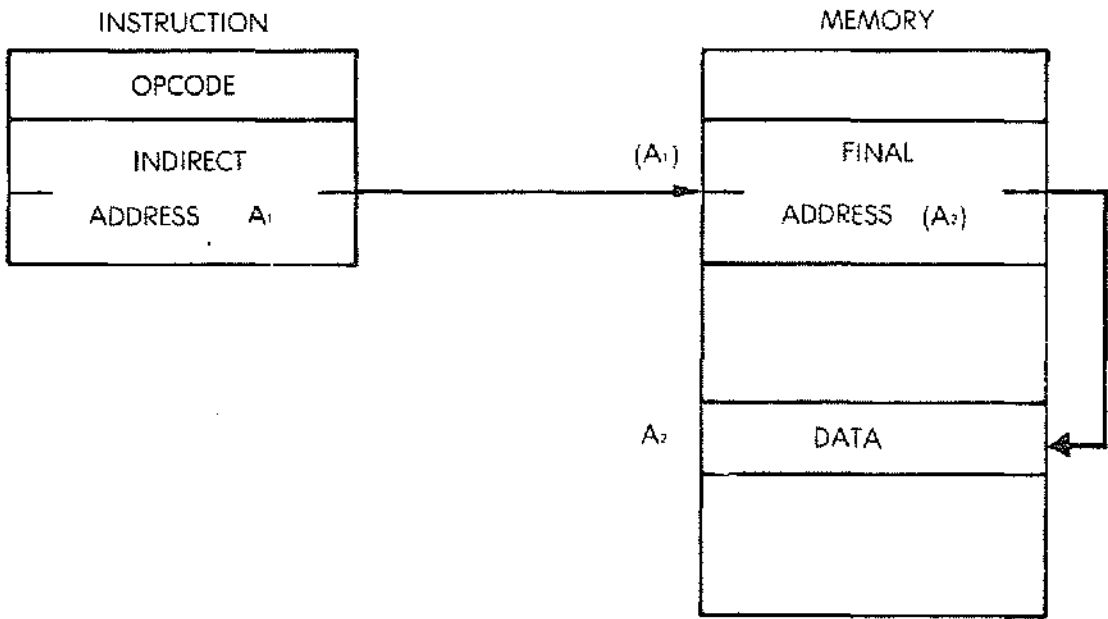 INSTRUCTION
OPCODE
INDIRECT
ADDRESS A₁
MEMORY
(A₁)
FINAL
ADDRESS (A₂)
A₂
DATA